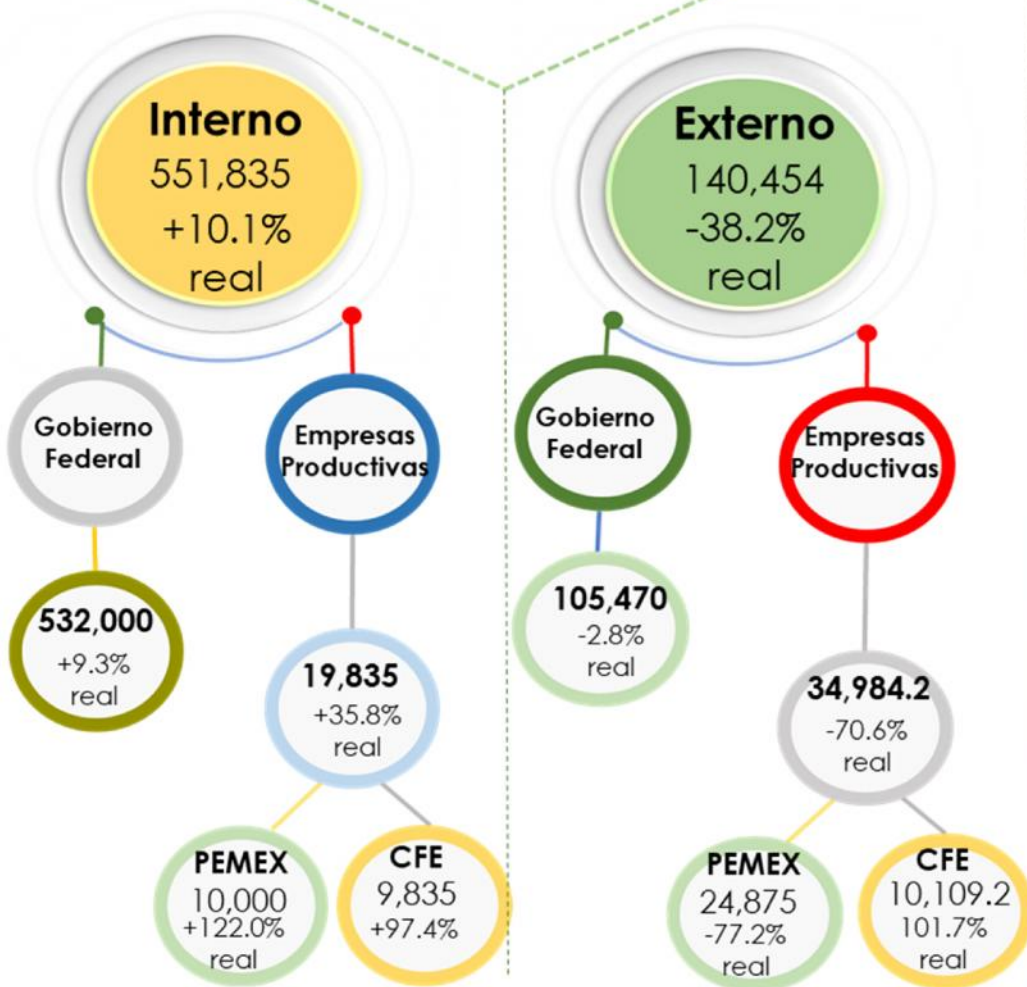 Interno
551,835
+10.1%
real
Gobierno
Federal
Empresas
Productivas
532,000
+9.3%
real
19,835
+35.8%
real
PEMEX
10,000
+122.0%
real
CFE
9,835
+97.4%
Externo
140,454
-38.2%
real
Gobierno
Federal
Empresas
Productivas
105,470
-2.8%
real
34,984.2
-70.6%
real
PEMEX
24,875
-77.2%
real
CFE
10,109.2
101.7%
real